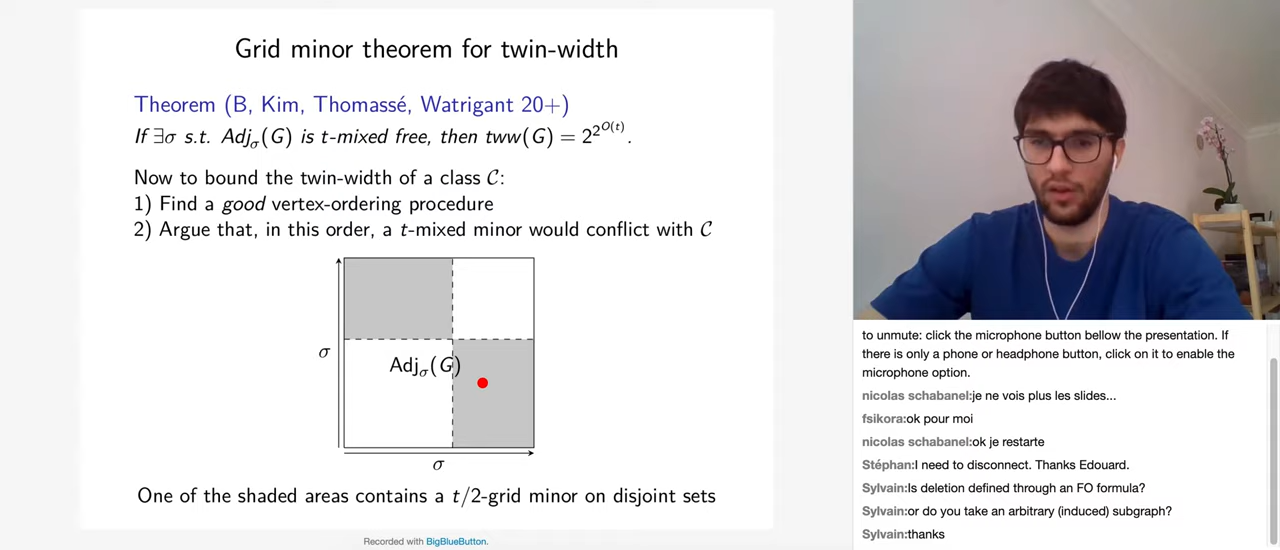 Grid minor theorem for twin-width
Theorem (B, Kim, Thomassé, Watrigant 20+)
If ∃σ s.t. Adjσ(G) is t-mixed free, then tww(G) = 2^2^O(t).
Now to bound the twin-width of a class C:
1) Find a good vertex-ordering procedure
2) Argue that, in this order, a t-mixed minor would conflict with C
σ
Adjσ(G)
σ
One of the shaded areas contains a t/2-grid minor on disjoint sets
Recorded with BigBlueButton.
to unmute: click the microphone button bellow the presentation. If
there is only a phone or headphone button, click on it to enable the
microphone option.
nicolas schabanel:je ne vois plus les slides...
fsikora:ok pour moi
nicolas schabanel:ok je restarte
Stéphan:I need to disconnect. Thanks Edouard.
Sylvain:Is deletion defined through an FO formula?
Sylvain:or do you take an arbitrary (induced) subgraph?
Sylvain:thanks